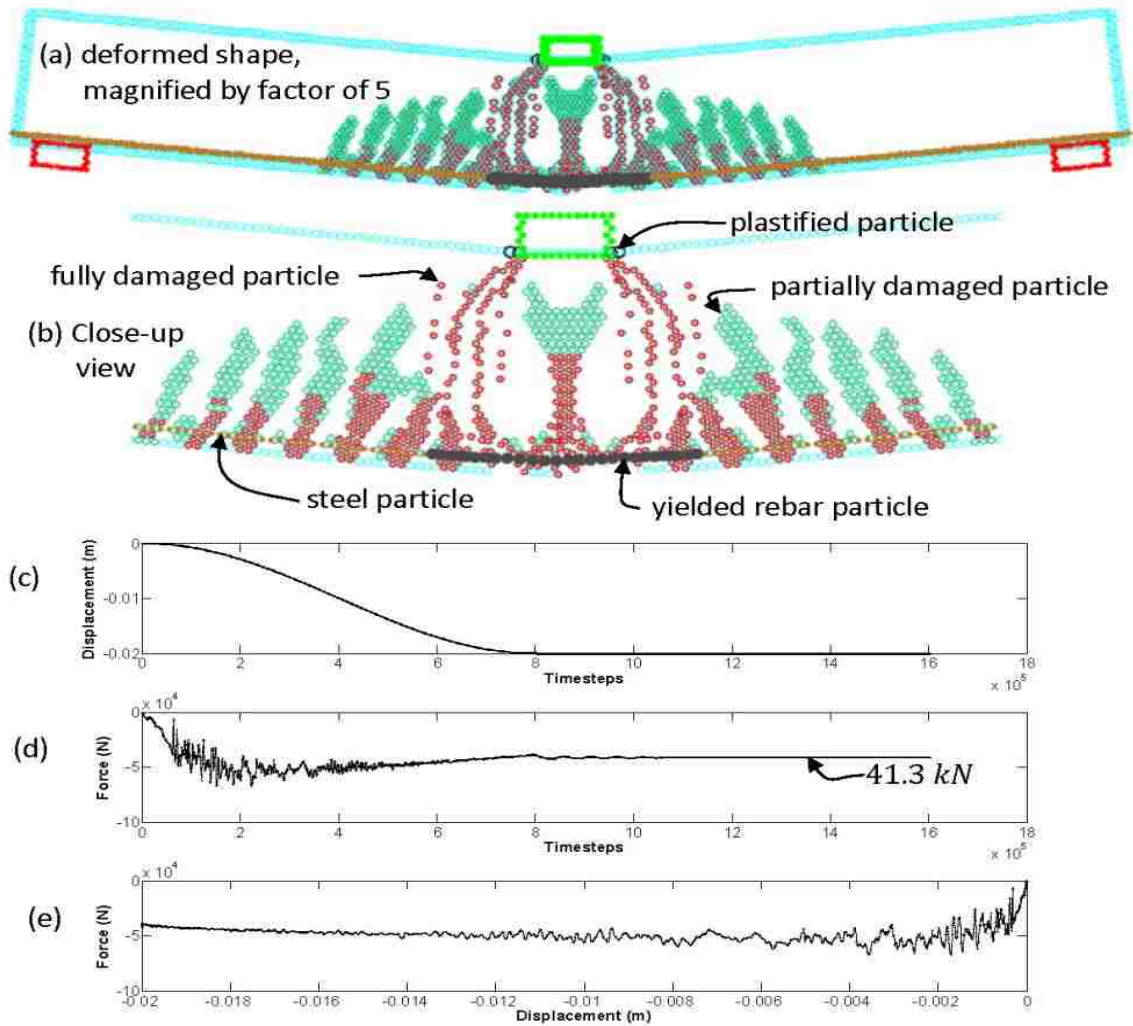 (a) deformed shape,
magnified by factor of 5
plastified particle
fully damaged particle
partially damaged particle
(b) Close-up
view
steel particle
yielded rebar particle
(c)
Displacement (m)
0
-0.01
-0.02
0 2 4 6 8 10 12 14 16 18
Timesteps
x 10^5
(d)
x 10^4
Force (N)
0
-5
-10
41.3 kN
0 2 4 6 8 10 12 14 16 18
Timesteps
x 10^5
(e)
x 10^4
Force (N)
0
-5
-10
-0.02 -0.018 -0.016 -0.014 -0.012 -0.01 -0.008 -0.006 -0.004 -0.002 0
Displacement (m)